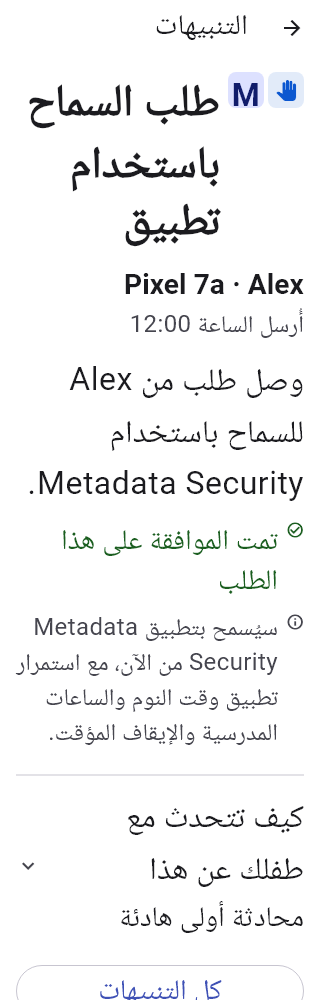 التنبيهات
M
طلب السماح
باستخدام
تطبيق
Pixel 7a · Alex
أرسل الساعة 12:00
وصل طلب من Alex
للسماح باستخدام
Metadata Security.
تمت الموافقة على هذا
الطلب
سيُسمح بتطبيق Metadata
Security من الآن، مع استمرار
تطبيق وقت النوم والساعات
المدرسية والإيقاف المؤقت.
كيف تتحدث مع
طفلك عن هذا
محادثة أولى هادئة
كل التنبيهات